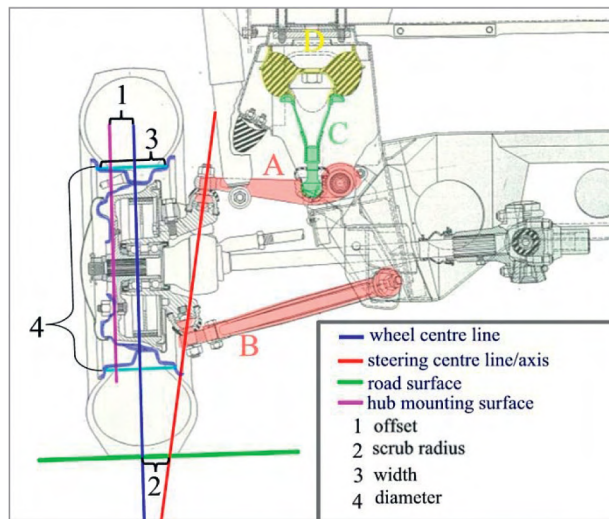 D
1
C
3
A
4
B
2
wheel centre line
steering centre line/axis
road surface
hub mounting surface
1 offset
2 scrub radius
3 width
4 diameter